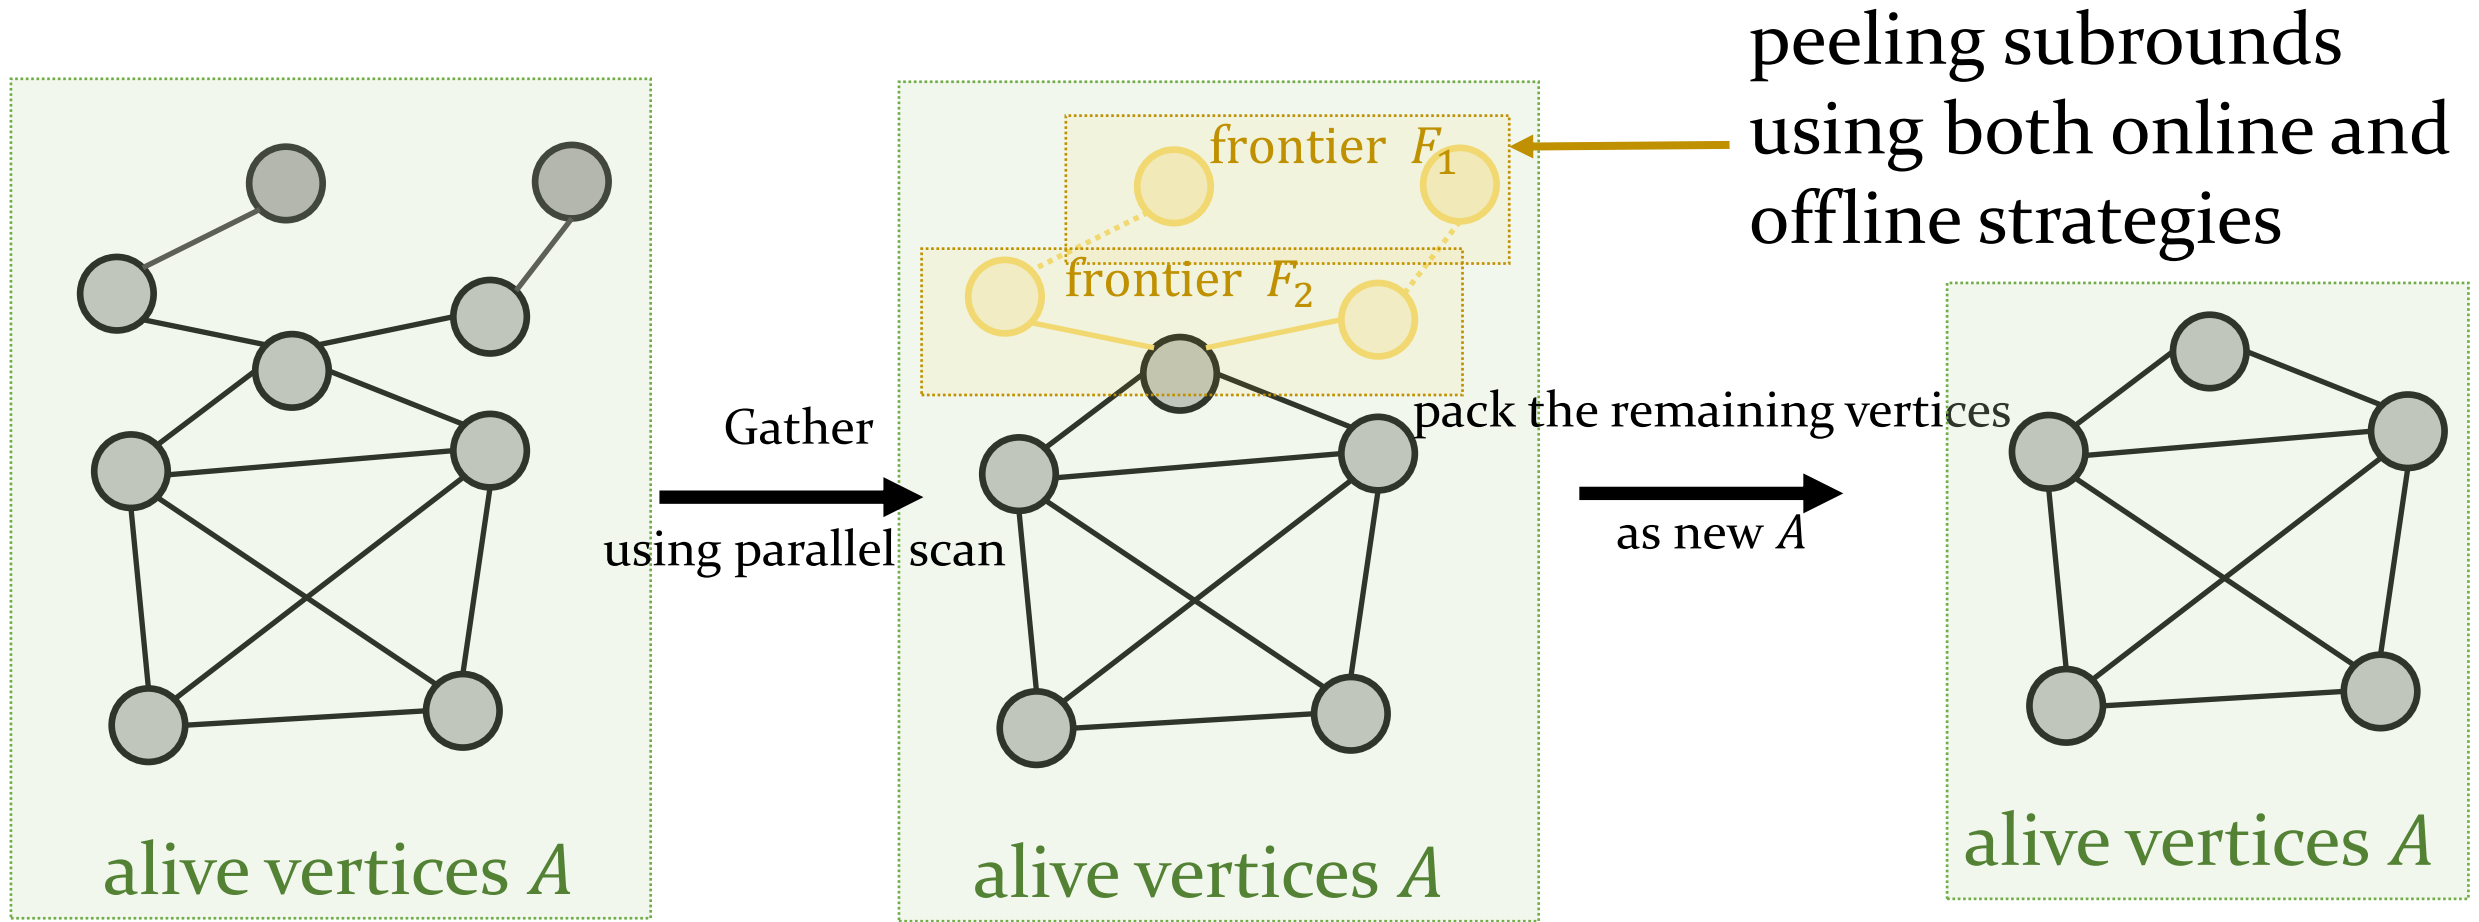 peeling subrounds
using both online and
offline strategies
frontier F₁
frontier F₂
Gather
using parallel scan
pack the remaining vertices
as new A
alive vertices A
alive vertices A
alive vertices A